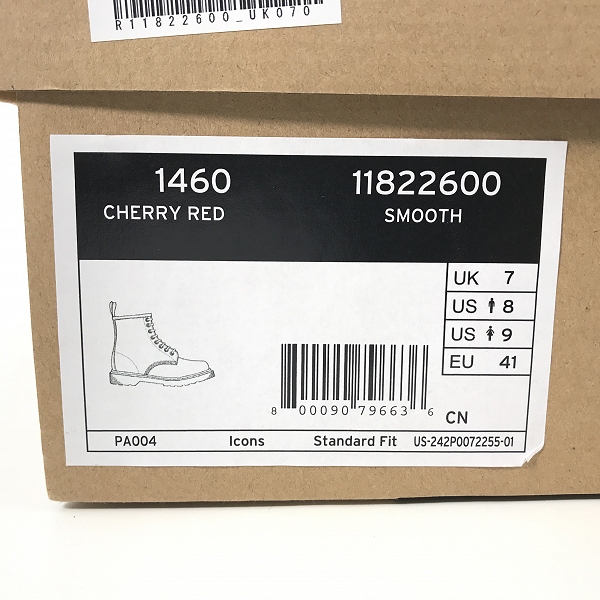 R11822600_UK070
1460 11822600
CHERRY RED SMOOTH
UK 7
US 8
US 9
EU 41
8 00090 79663 6
CN
PA004 Icons Standard Fit US-242P0072255-01